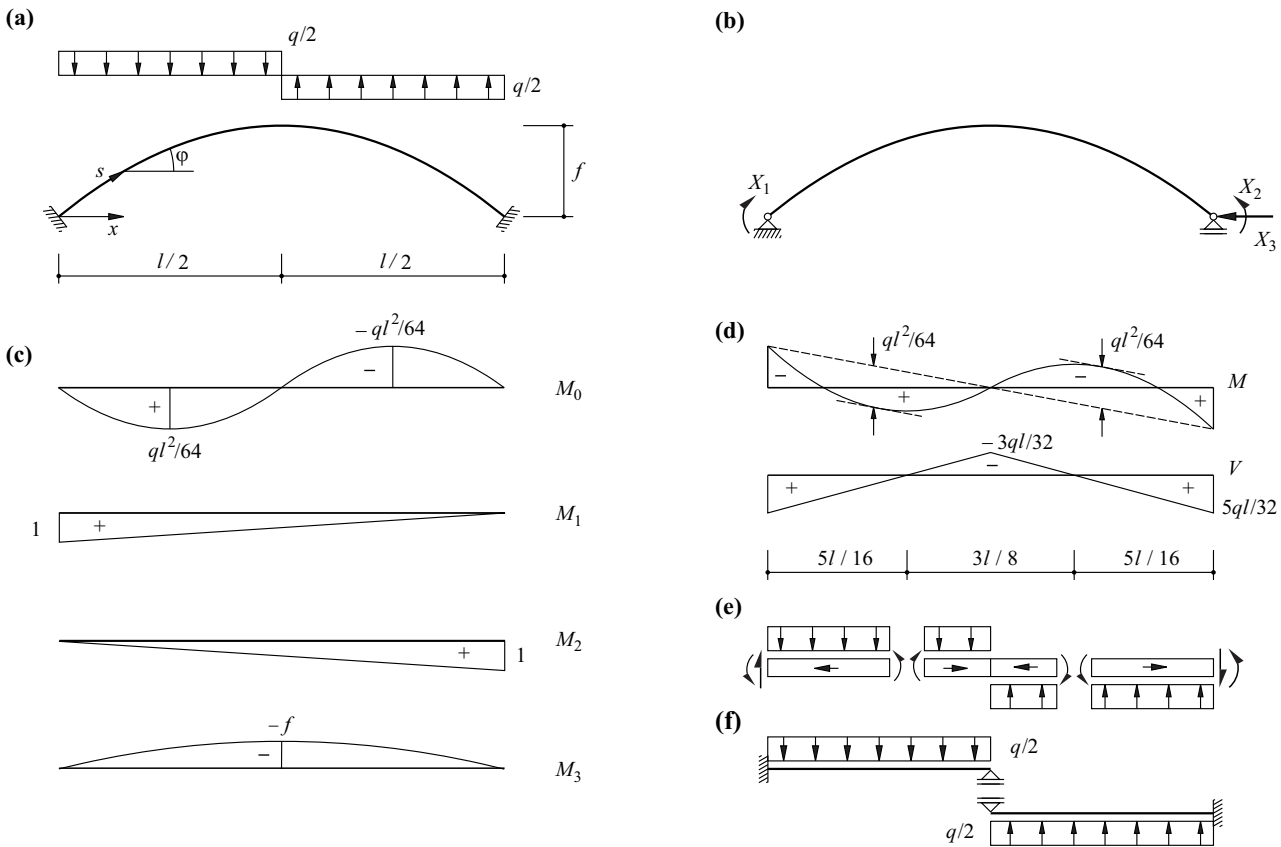 (a)
q/2
q/2
s
φ
f
x
l/2
l/2
(b)
X₁
X₂
X₃
(c)
– ql²/64
–
M₀
+
ql²/64
1
+
M₁
M₂
+
1
– f
–
M₃
(d)
ql²/64
ql²/64
–
–
M
+
+
– 3ql/32
–
V
+
+
5ql/32
5l / 16
3l / 8
5l / 16
(e)
(f)
q/2
q/2